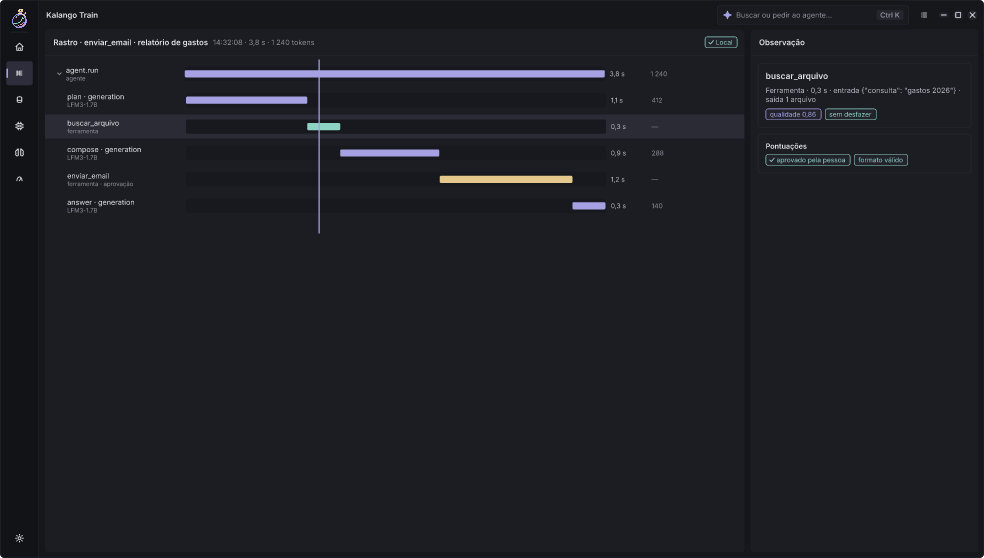 Kalango Train
Buscar ou pedir ao agente... Ctrl K
Rastro · enviar_email · relatório de gastos 14:32:08 · 3,8 s · 1 240 tokens
Local
agent.run 3,8 s 1 240
agente
plan · generation 1,1 s 412
LFM3-1.7B
buscar_arquivo 0,3 s —
ferramenta
compose · generation 0,9 s 288
LFM3-1.7B
enviar_email 1,2 s —
ferramenta · aprovação
answer · generation 0,3 s 140
LFM3-1.7B
Observação
buscar_arquivo
Ferramenta · 0,3 s · entrada {"consulta": "gastos 2026"} ·
saída 1 arquivo
qualidade 0,86 sem desfazer
Pontuações
aprovado pela pessoa formato válido